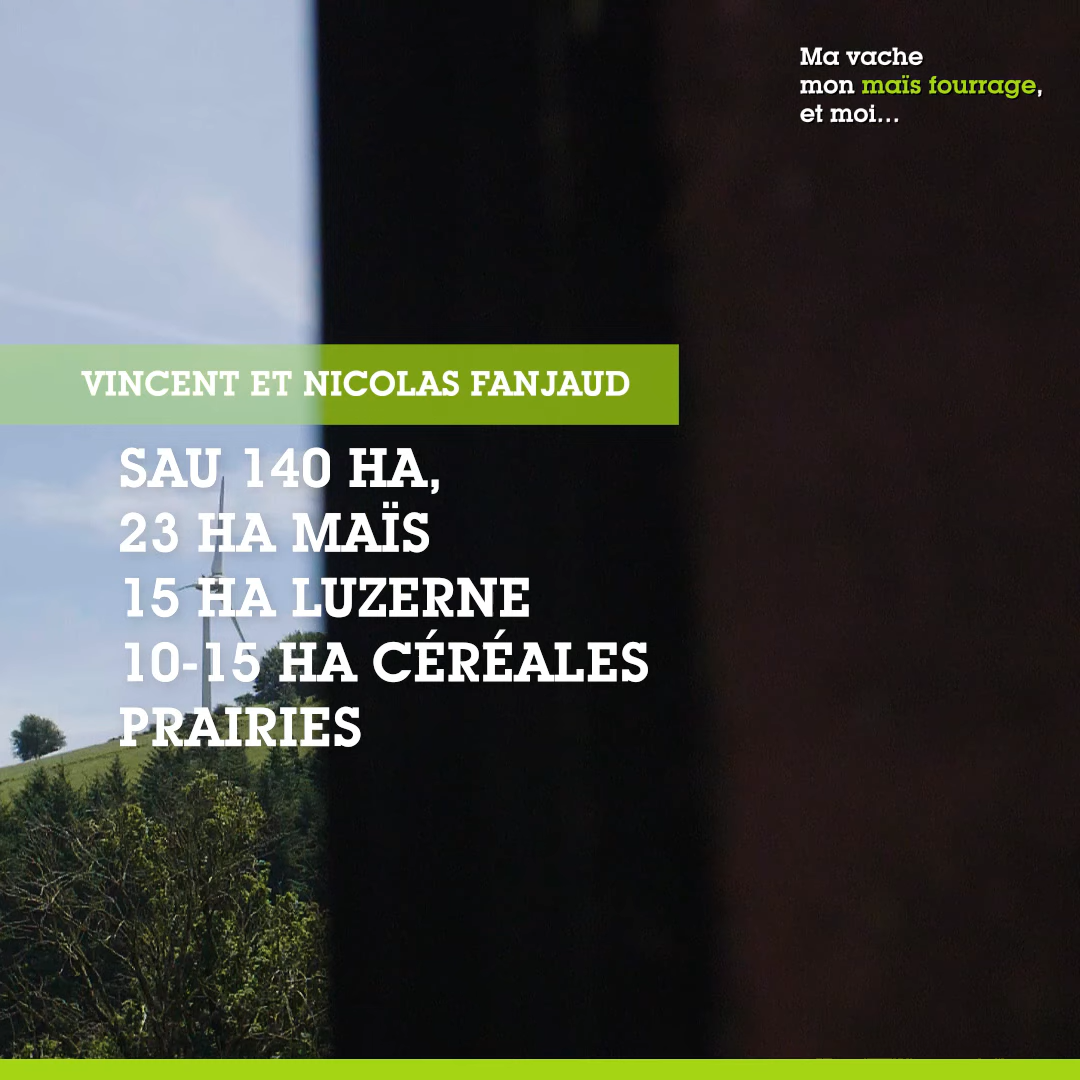 Ma vache
mon maïs fourrage,
et moi...
VINCENT ET NICOLAS FANJAUD
SAU 140 HA,
23 HA MAÏS
15 HA LUZERNE
10-15 HA CÉRÉALES
PRAIRIES